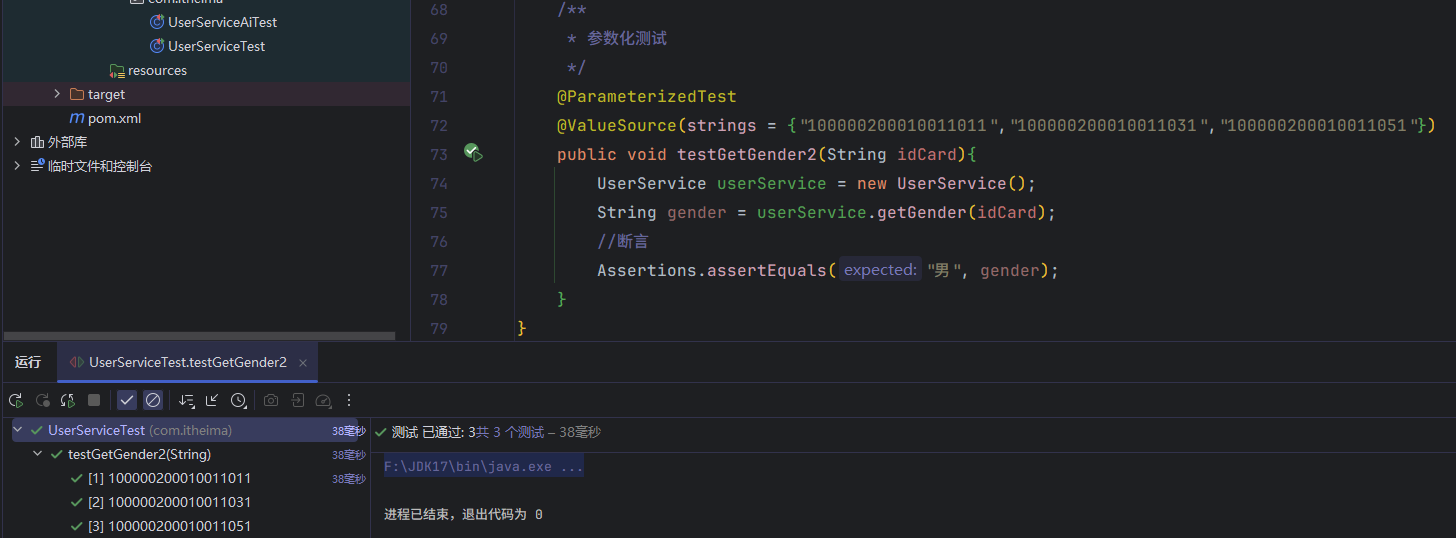 com.itheima
UserServiceAiTest
UserServiceTest
resources
target
pom.xml
外部库
临时文件和控制台
68 /**
69 * 参数化测试
70 */
71 @ParameterizedTest
72 @ValueSource(strings = {"100000200010011011","100000200010011031","100000200010011051"})
73 public void testGetGender2(String idCard){
74 UserService userService = new UserService();
75 String gender = userService.getGender(idCard);
76 //断言
77 Assertions.assertEquals( expected: "男", gender);
78 }
79 }
运行 UserServiceTest.testGetGender2 ×
UserServiceTest (com.itheima) 38毫秒
testGetGender2(String) 38毫秒
[1] 100000200010011011 38毫秒
[2] 100000200010011031
[3] 100000200010011051
测试 已通过: 3共 3 个测试 – 38毫秒
F:\JDK17\bin\java.exe ...
进程已结束，退出代码为 0